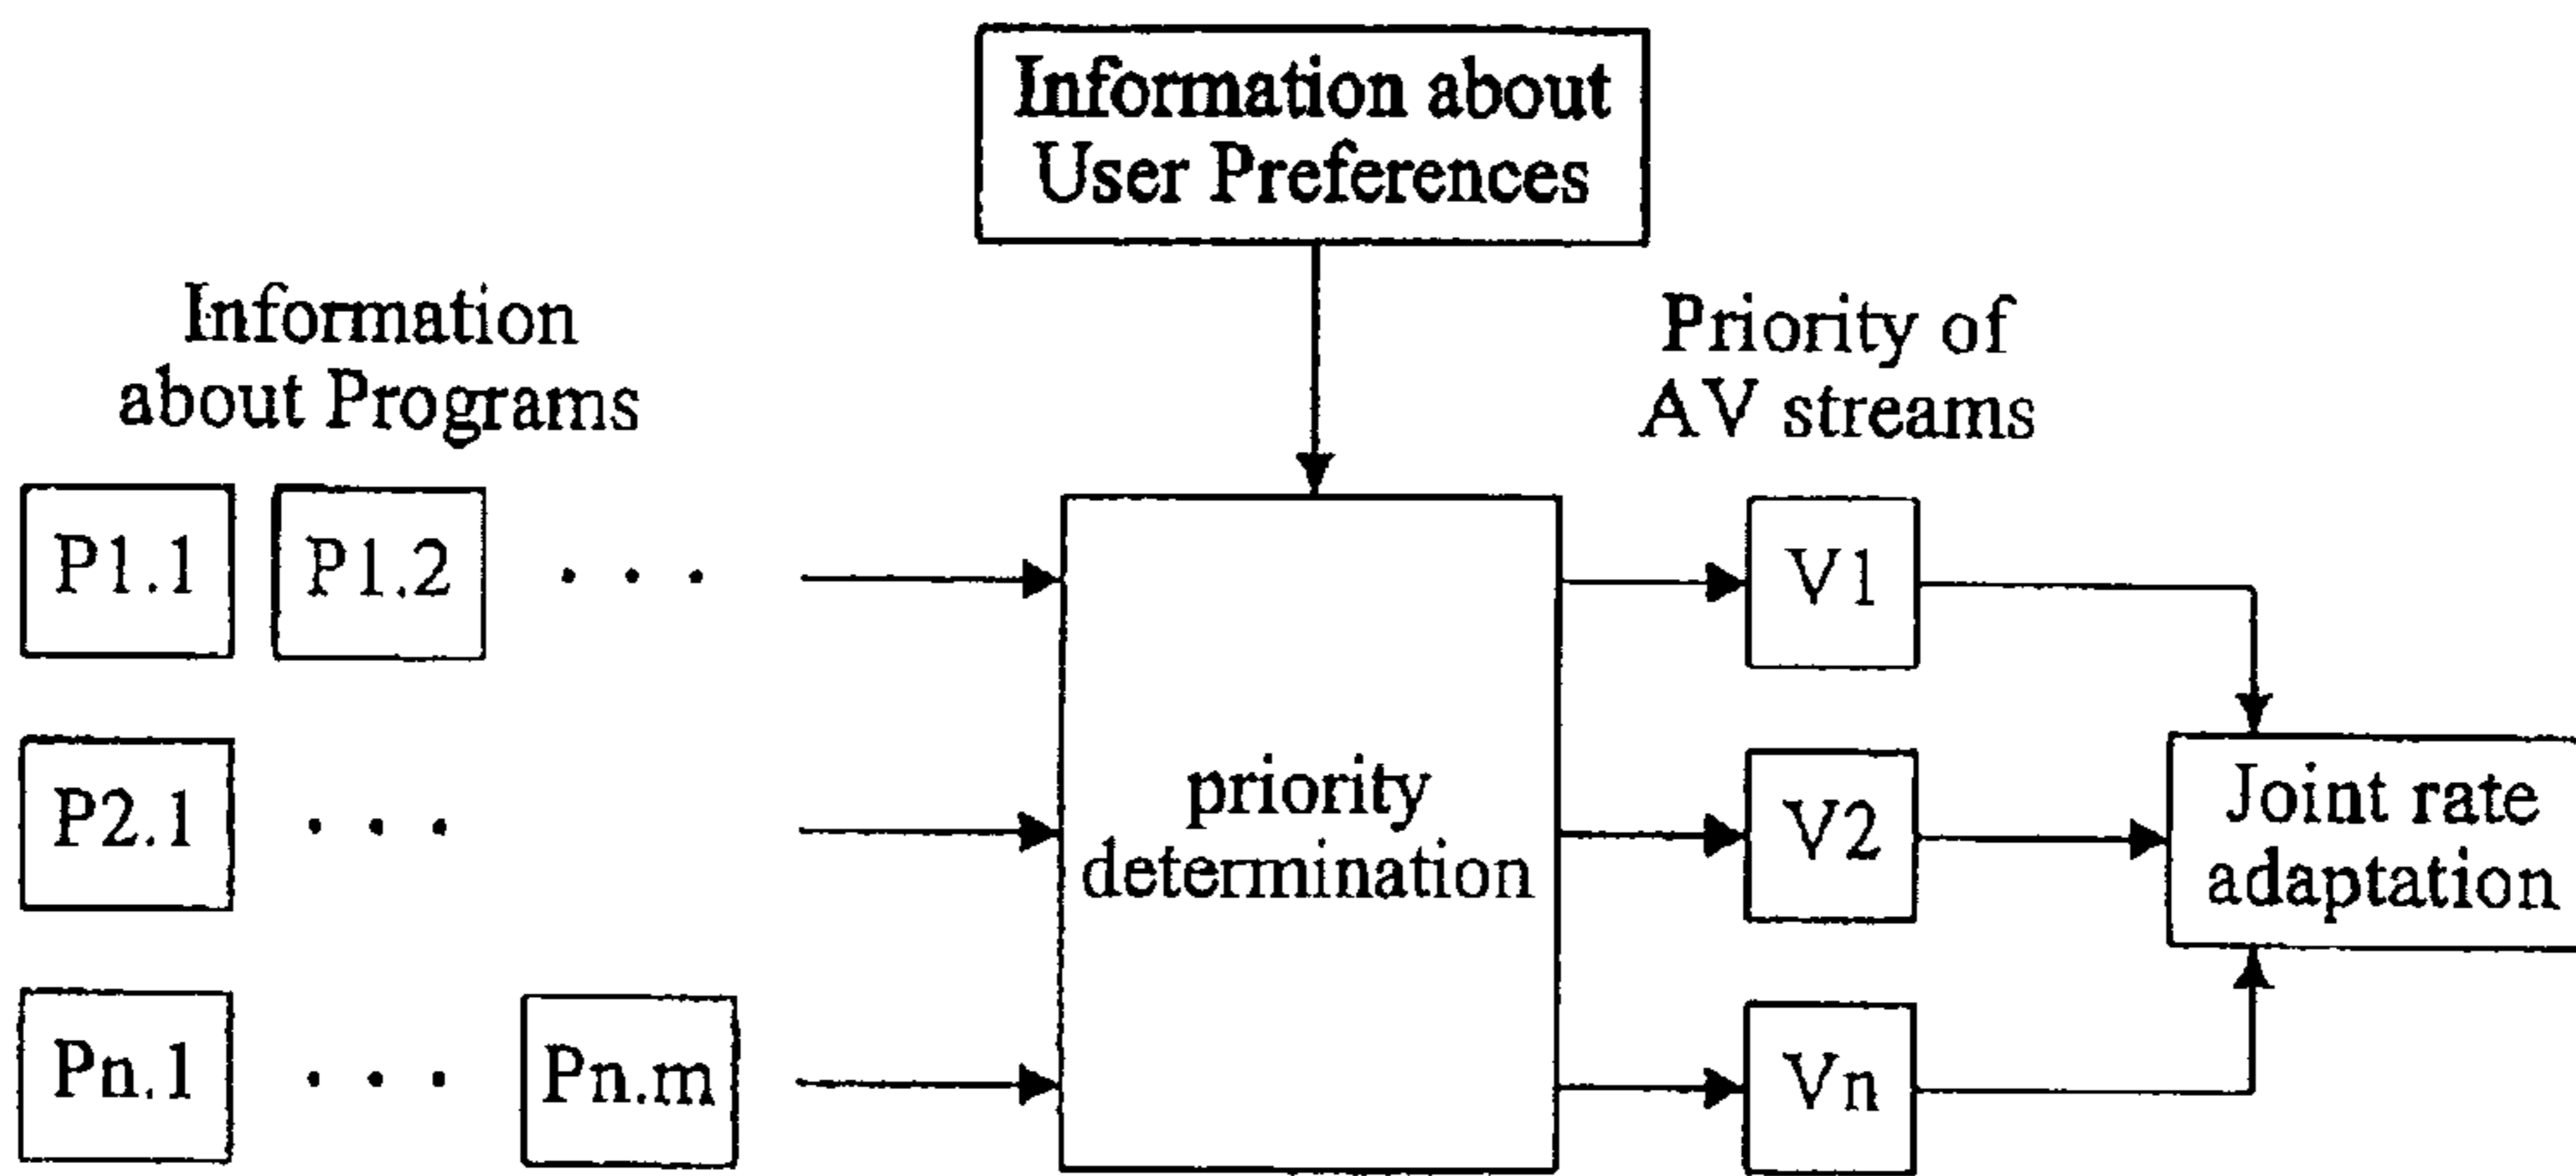 Information about
User Preferences
Information
about Programs
Priority of
AV streams
P1.1 P1.2 . . .
V1
P2.1 . . .
priority
determination
V2
Joint rate
adaptation
Pn.1 . . . Pn.m
Vn